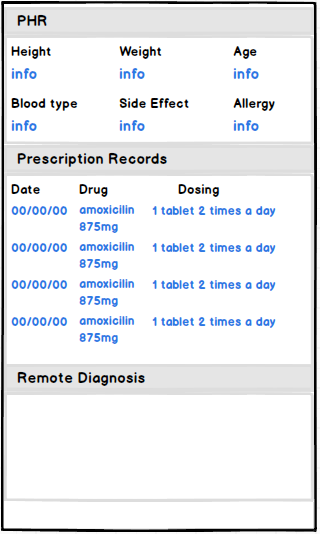 PHR
Height Weight Age
info info info
Blood type Side Effect Allergy
info info info
Prescription Records
Date Drug Dosing
00/00/00 amoxicilin 1 tablet 2 times a day
875mg
00/00/00 amoxicilin 1 tablet 2 times a day
875mg
00/00/00 amoxicilin 1 tablet 2 times a day
875mg
00/00/00 amoxicilin 1 tablet 2 times a day
875mg
Remote Diagnosis